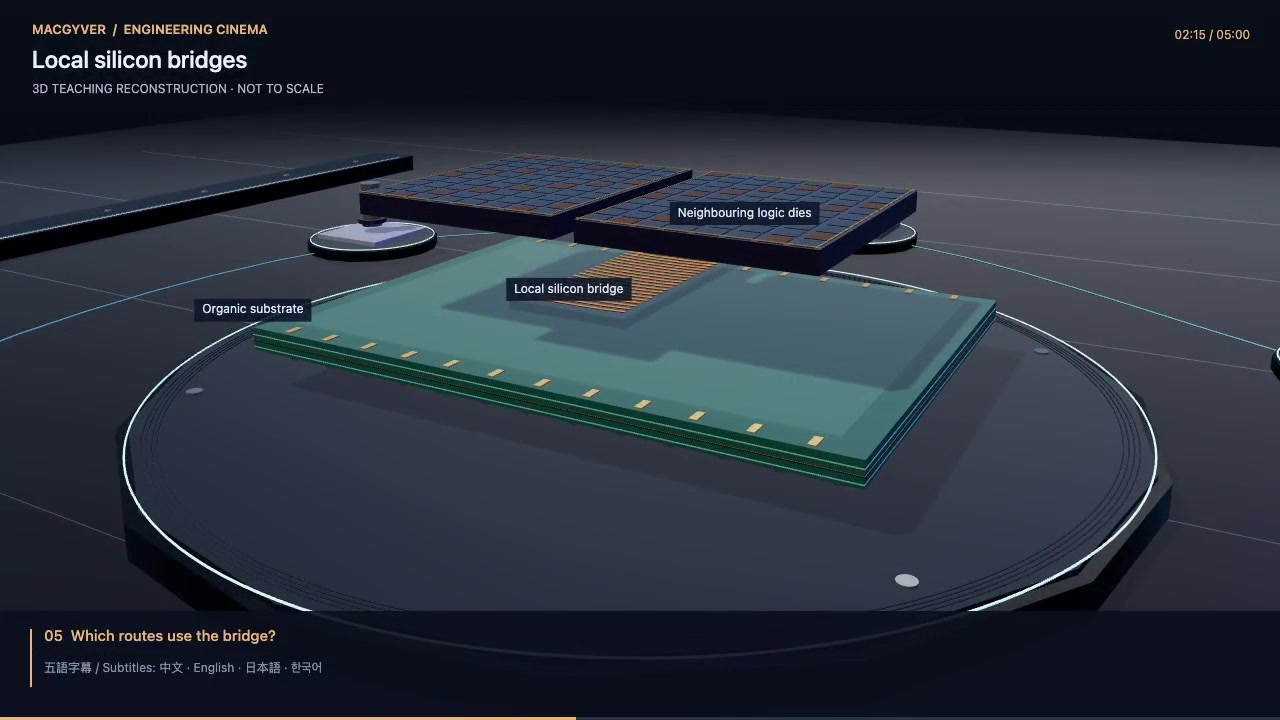 MACGYVER / ENGINEERING CINEMA
02:15 / 05:00
Local silicon bridges
3D TEACHING RECONSTRUCTION · NOT TO SCALE
Neighbouring logic dies
Local silicon bridge
Organic substrate
05 Which routes use the bridge?
五語字幕 / Subtitles: 中文 · English · 日本語 · 한국어